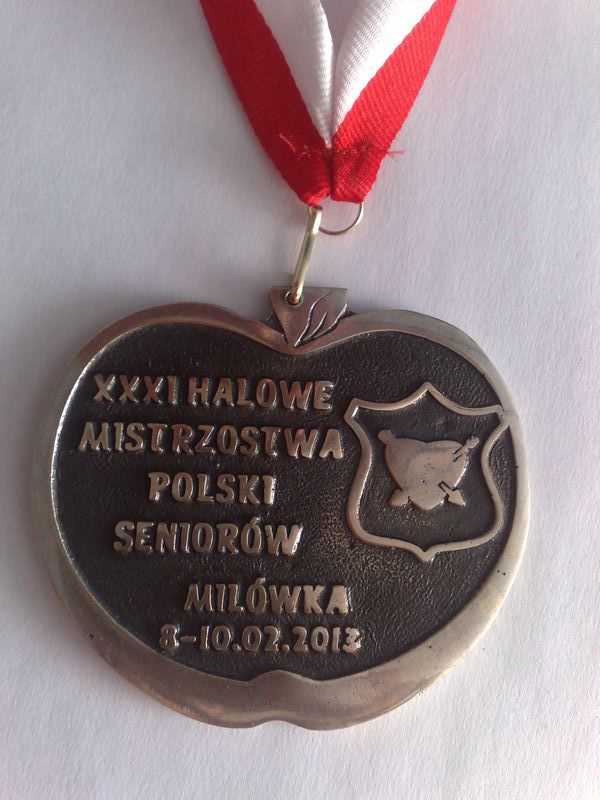 XXXI HALOWE
MISTRZOSTWA
POLSKI
SENIORÓW
MILÓWKA
8-10.02.2013